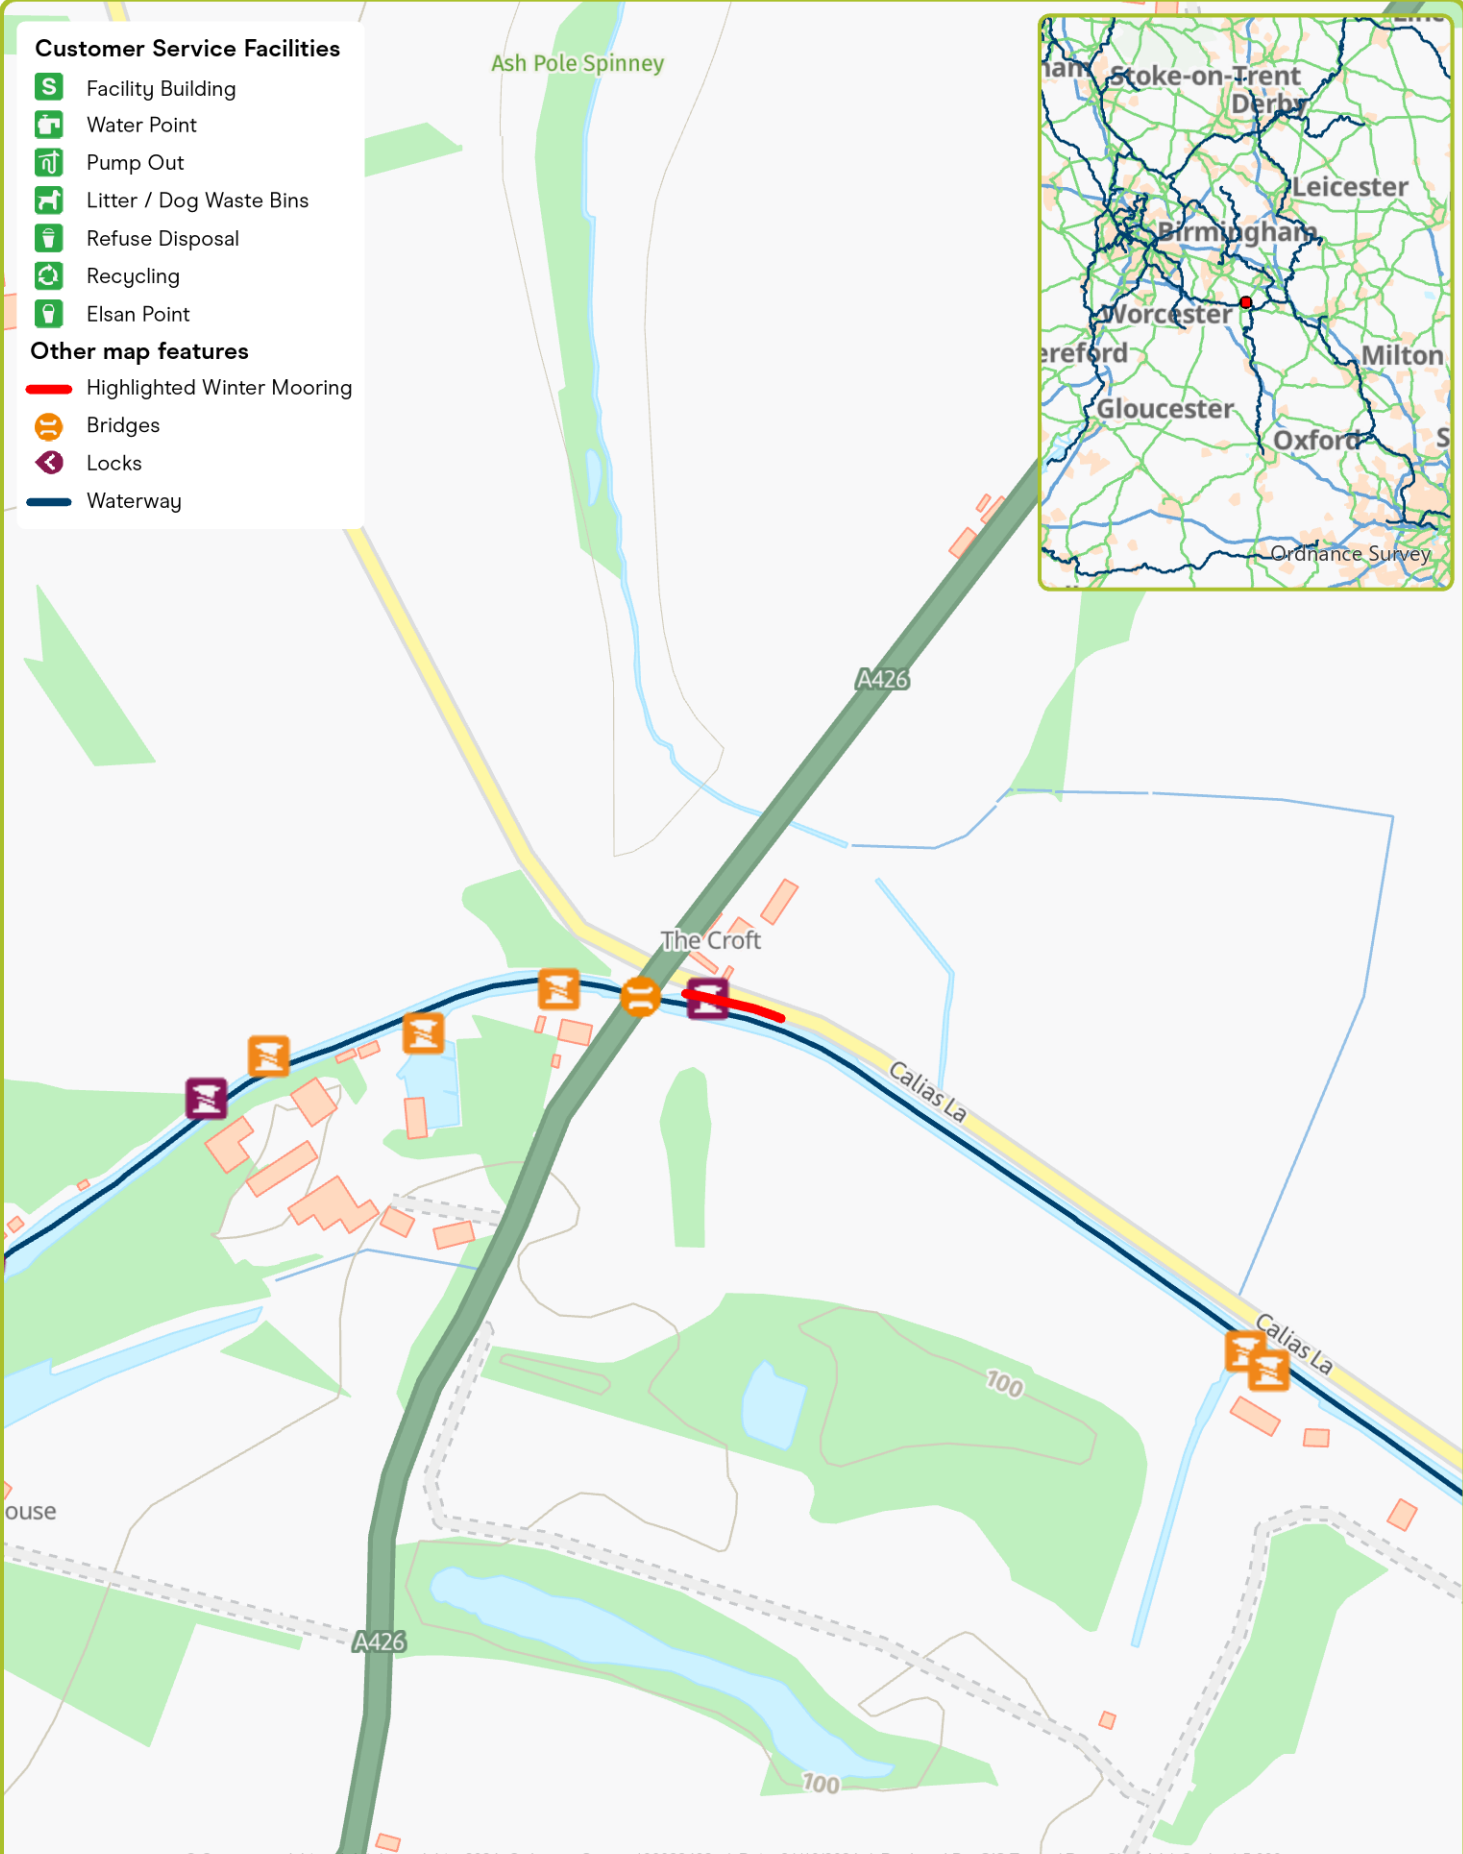 Customer Service Facilities
S
Facility Building
Water Point
Pump Out
Litter / Dog Waste Bins
Refuse Disposal
Recycling
Elsan Point
Other map features
Highlighted Winter Mooring
Bridges
Locks
Waterway
Ash Pole Spinney
Stoke-on-Trent
Derby
Leicester
Birmingham
Worcester
ereford
Milton
Gloucester
Oxford
S
Ordnance Survey
A426
The Croft
Calias La
Calias La
100
ouse
A426
100